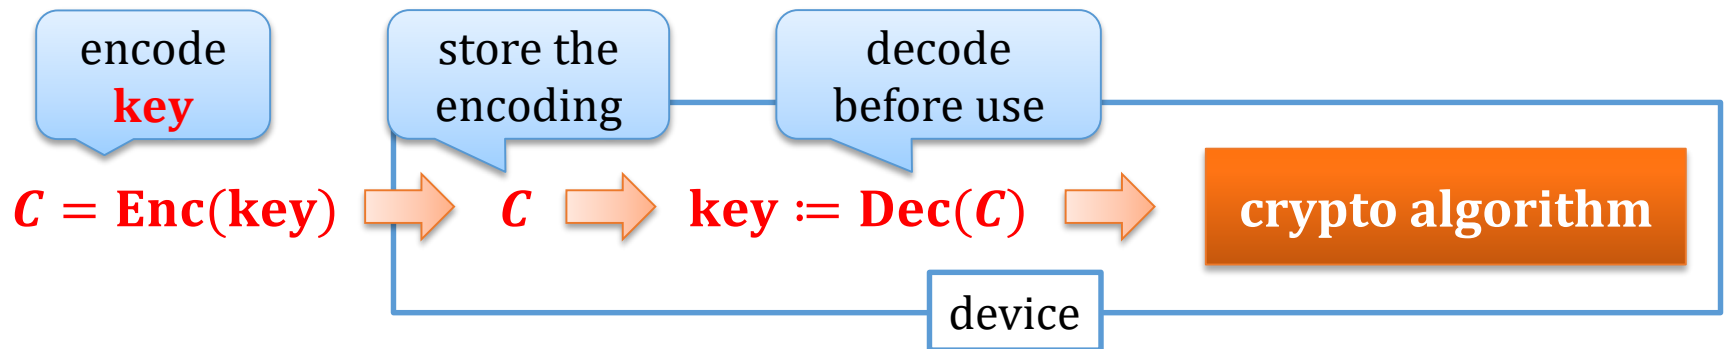 encode
key
store the
encoding
decode
before use
C = Enc(key)
C
key ≔ Dec(C)
crypto algorithm
device